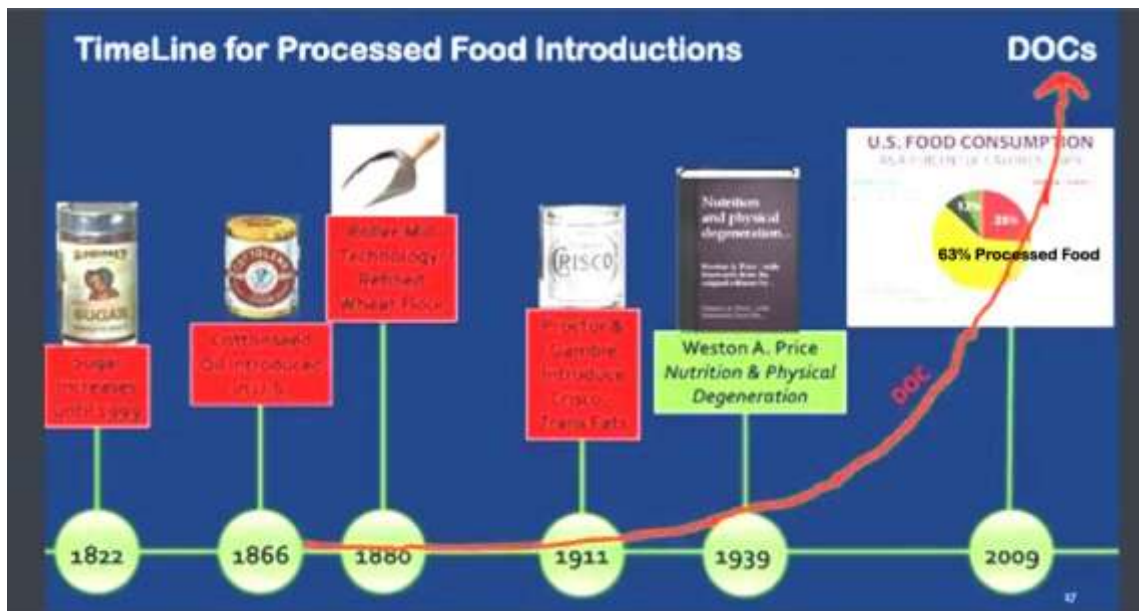 TimeLine for Processed Food Introductions
DOCs
SUGAR
Sugar
Increases
until 1999
1822
Cottonseed
Oil Introduced
in U.S.
1866
Roller Mill
Technology
Refined
Wheat Flour
1880
CRISCO
Proctor &
Gamble
Introduce
Crisco
Trans Fats
1911
Nutrition
and physical
degeneration...
Weston A. Price
Nutrition & Physical
Degeneration
1939
U.S. FOOD CONSUMPTION
63% Processed Food
DOC
2009
17